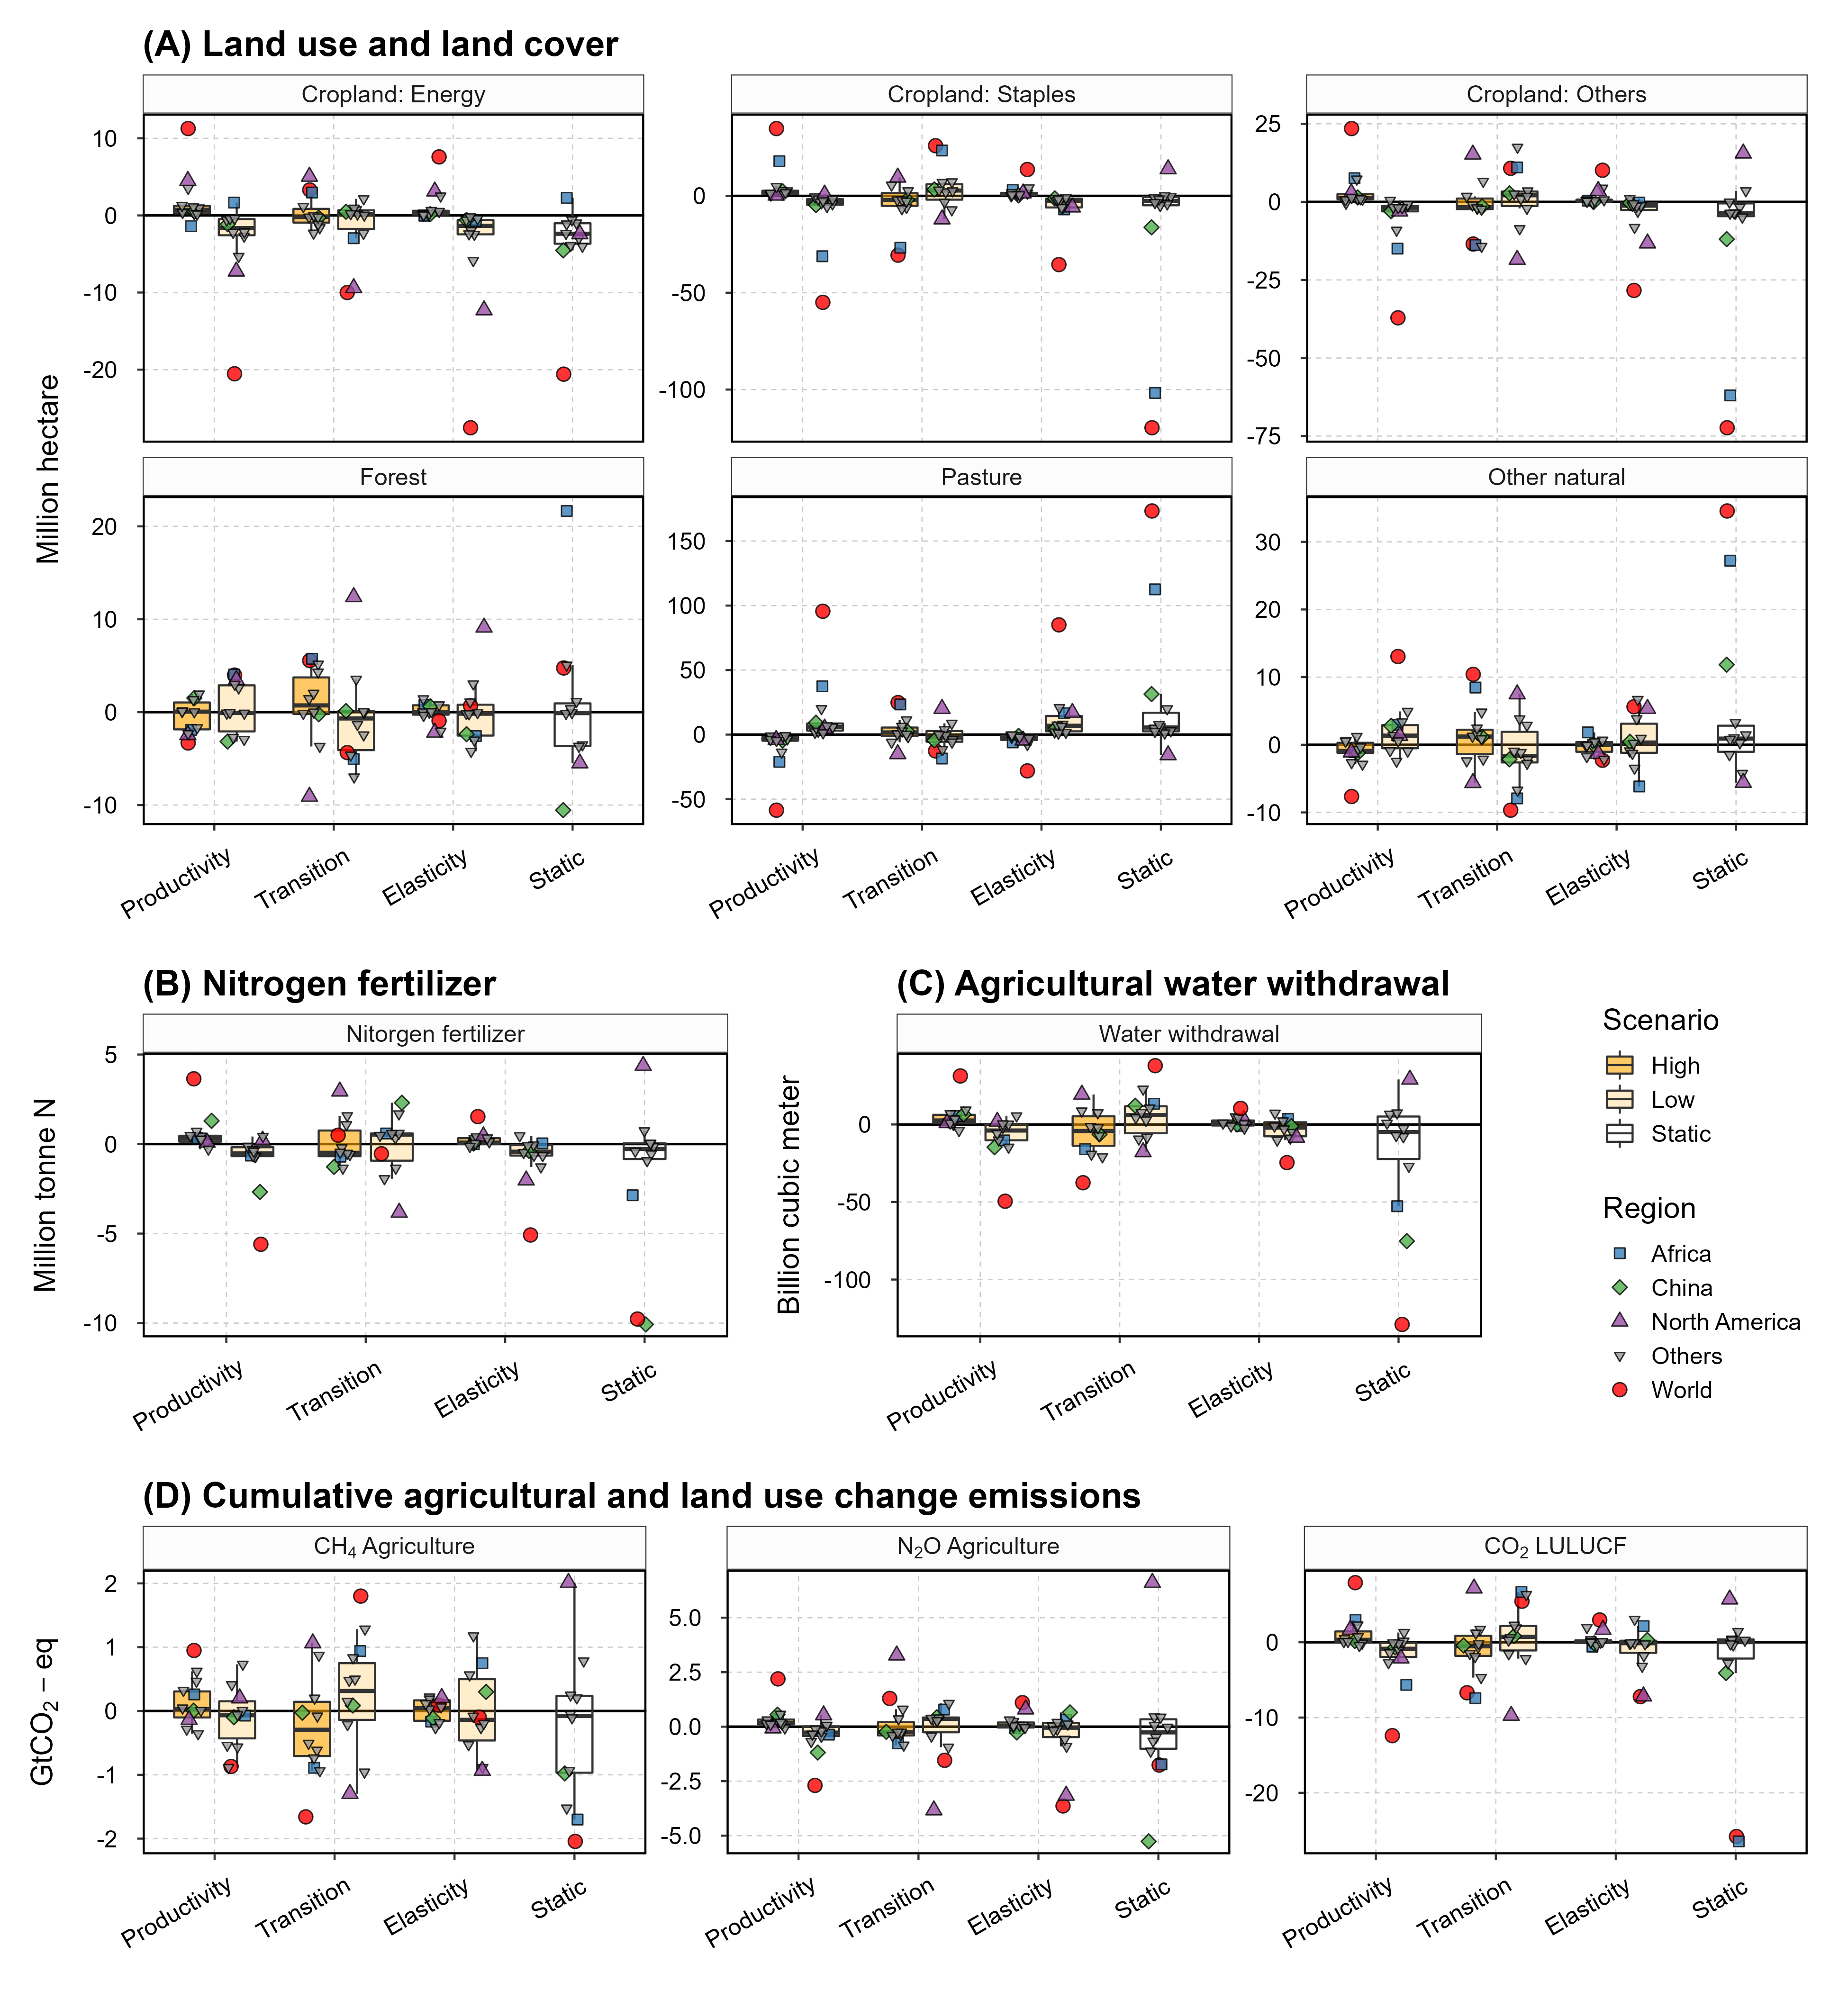 (A) Land use and land cover
Cropland: Energy
Cropland: Staples
Cropland: Others
Million hectare
10
0
-10
-20
0
-50
-100
25
0
-25
-50
-75
Forest
Pasture
Other natural
20
10
0
-10
150
100
50
0
-50
30
20
10
0
-10
Productivity
Transition
Elasticity
Static
Productivity
Transition
Elasticity
Static
Productivity
Transition
Elasticity
Static
(B) Nitrogen fertilizer
Nitorgen fertilizer
Million tonne N
5
0
-5
-10
Productivity
Transition
Elasticity
Static
(C) Agricultural water withdrawal
Water withdrawal
Billion cubic meter
0
-50
-100
Productivity
Transition
Elasticity
Static
Scenario
High
Low
Static
Region
Africa
China
North America
Others
World
(D) Cumulative agricultural and land use change emissions
CH₄ Agriculture
N₂O Agriculture
CO₂ LULUCF
GtCO₂ – eq
2
1
0
-1
-2
5.0
2.5
0.0
-2.5
-5.0
0
-10
-20
Productivity
Transition
Elasticity
Static
Productivity
Transition
Elasticity
Static
Productivity
Transition
Elasticity
Static